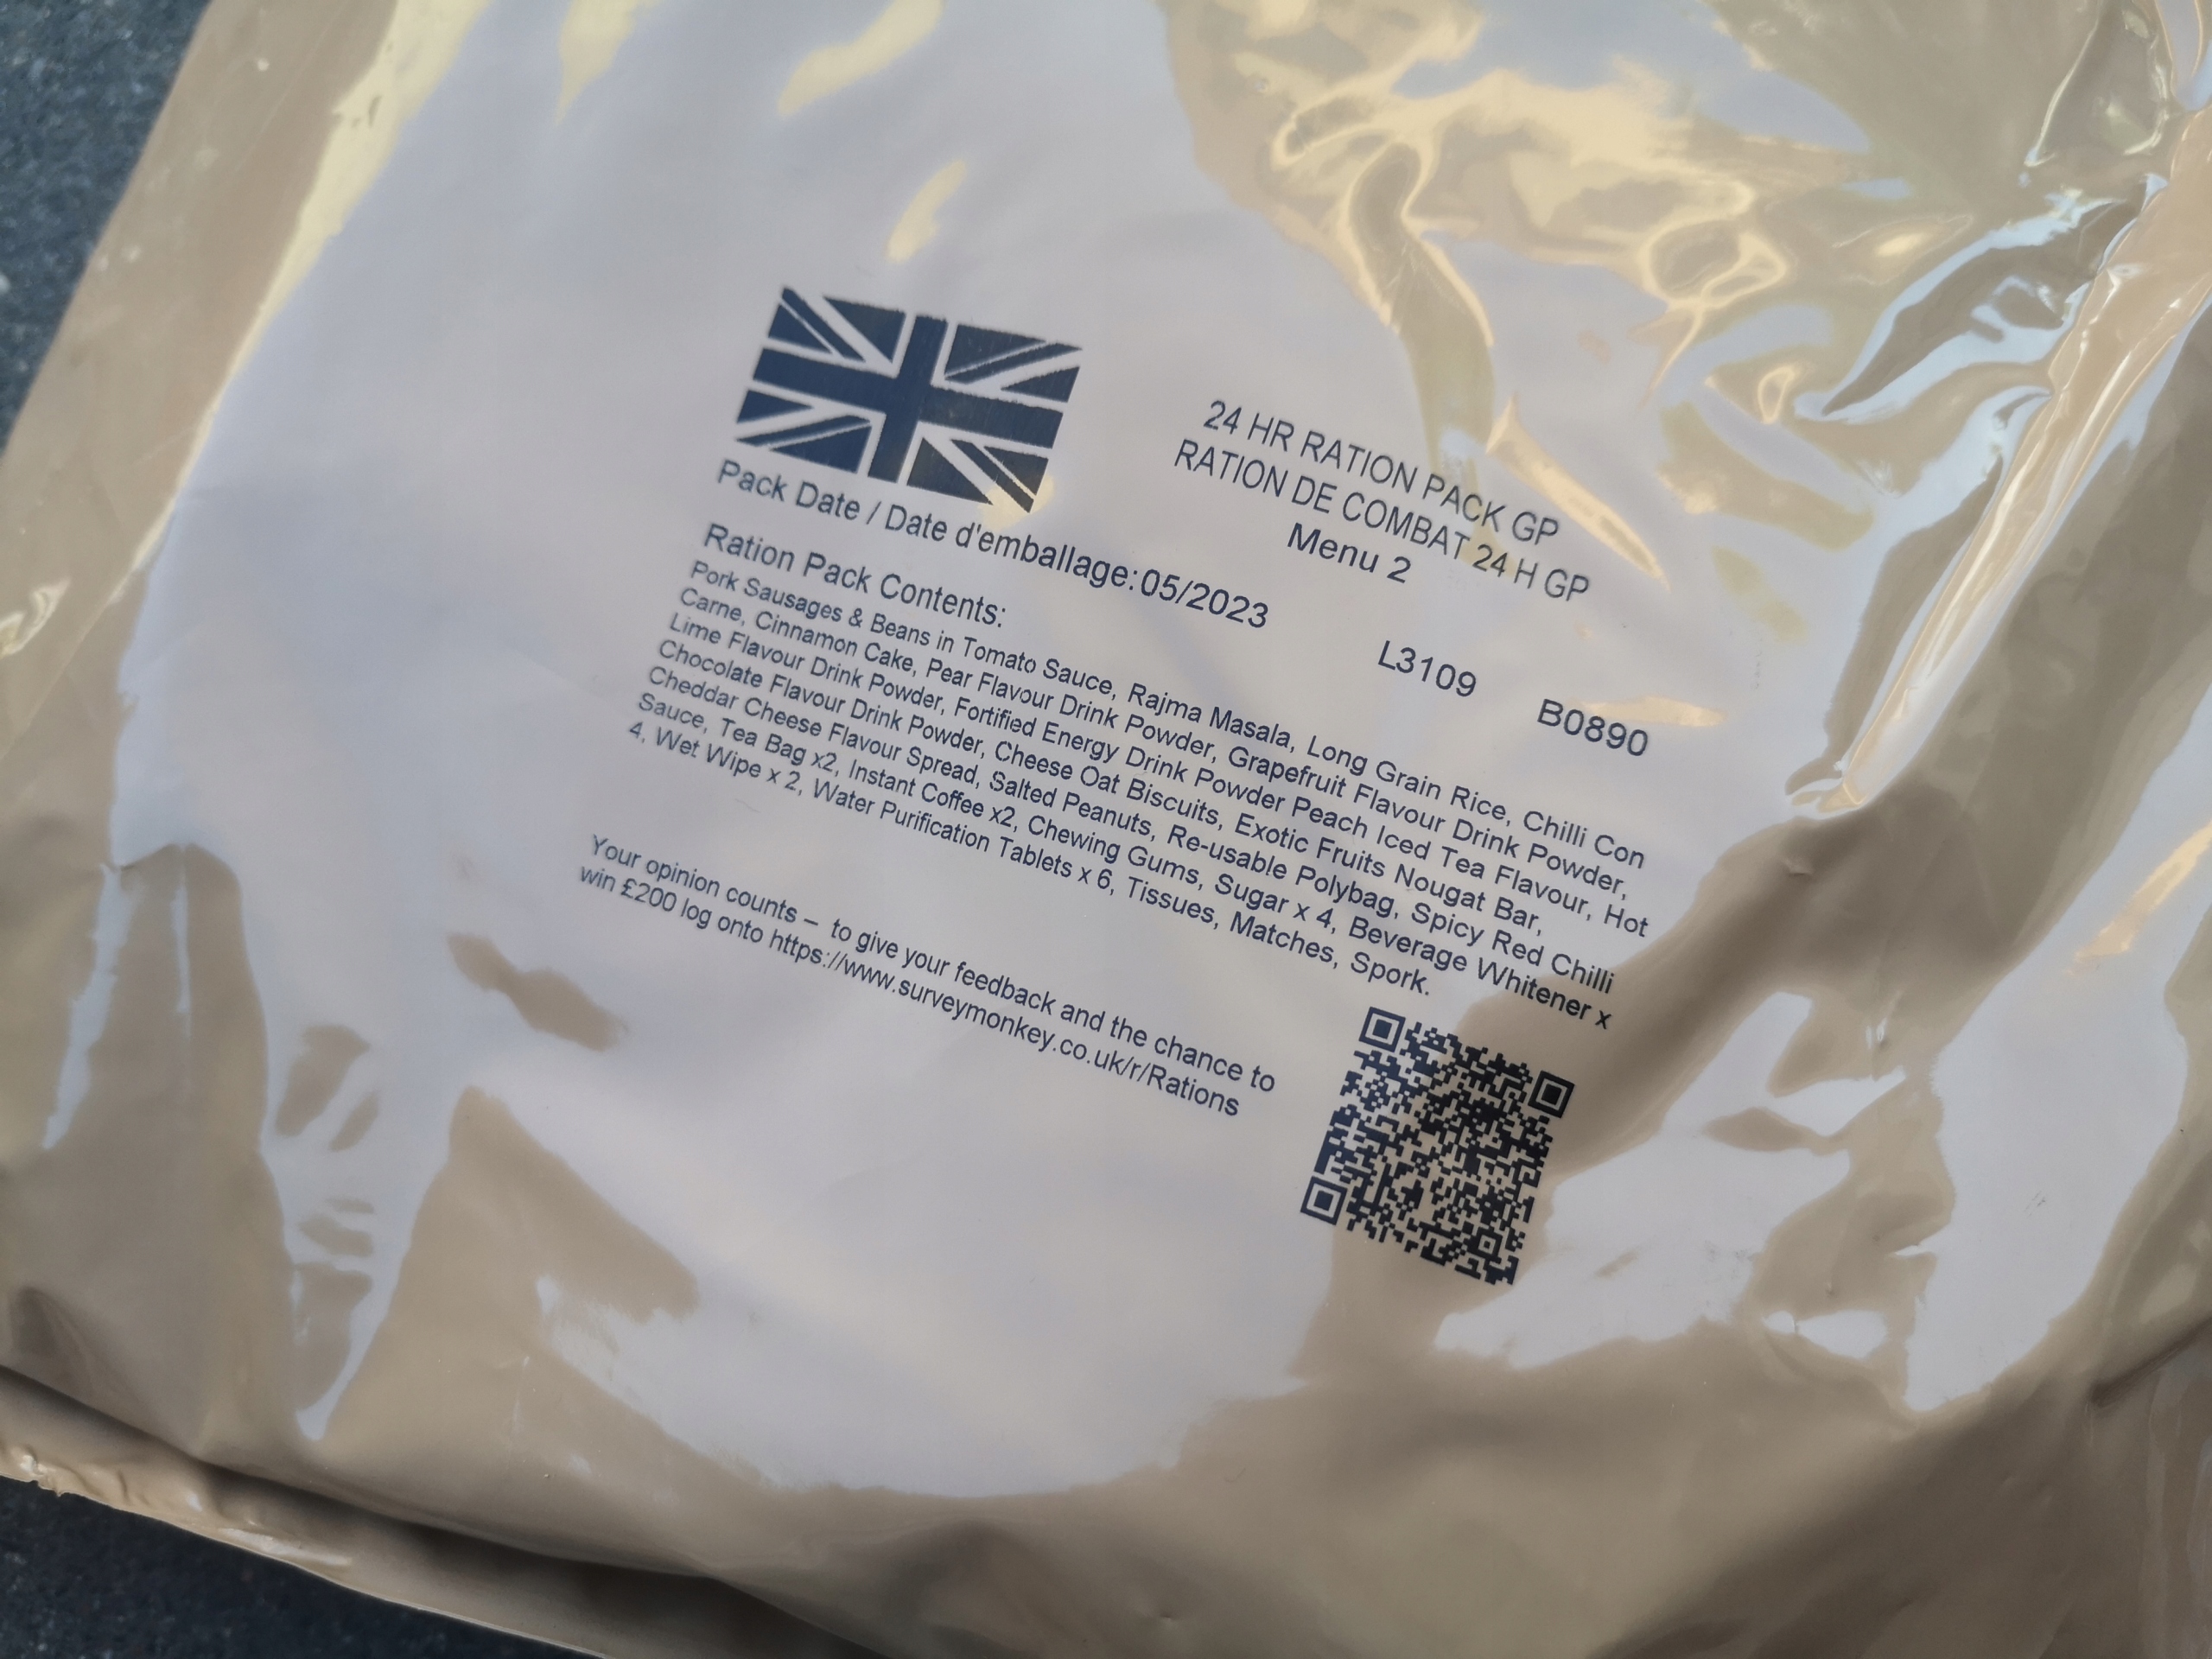 24 HR RATION PACK GP
RATION DE COMBAT 24 H GP
Menu 2
Pack Date / Date d'emballage:05/2023 L3109 B0890
Ration Pack Contents:
Pork Sausages & Beans in Tomato Sauce, Rajma Masala, Long Grain Rice, Chilli Con
Carne, Cinnamon Cake, Pear Flavour Drink Powder, Grapefruit Flavour Drink Powder,
Lime Flavour Drink Powder, Fortified Energy Drink Powder Peach Iced Tea Flavour, Hot
Chocolate Flavour Drink Powder, Cheese Oat Biscuits, Exotic Fruits Nougat Bar,
Cheddar Cheese Flavour Spread, Salted Peanuts, Re-usable Polybag, Spicy Red Chilli
Sauce, Tea Bag x2, Instant Coffee x2, Chewing Gums, Sugar x 4, Beverage Whitener x
4, Wet Wipe x 2, Water Purification Tablets x 6, Tissues, Matches, Spork.
Your opinion counts – to give your feedback and the chance to
win £200 log onto https://www.surveymonkey.co.uk/r/Rations